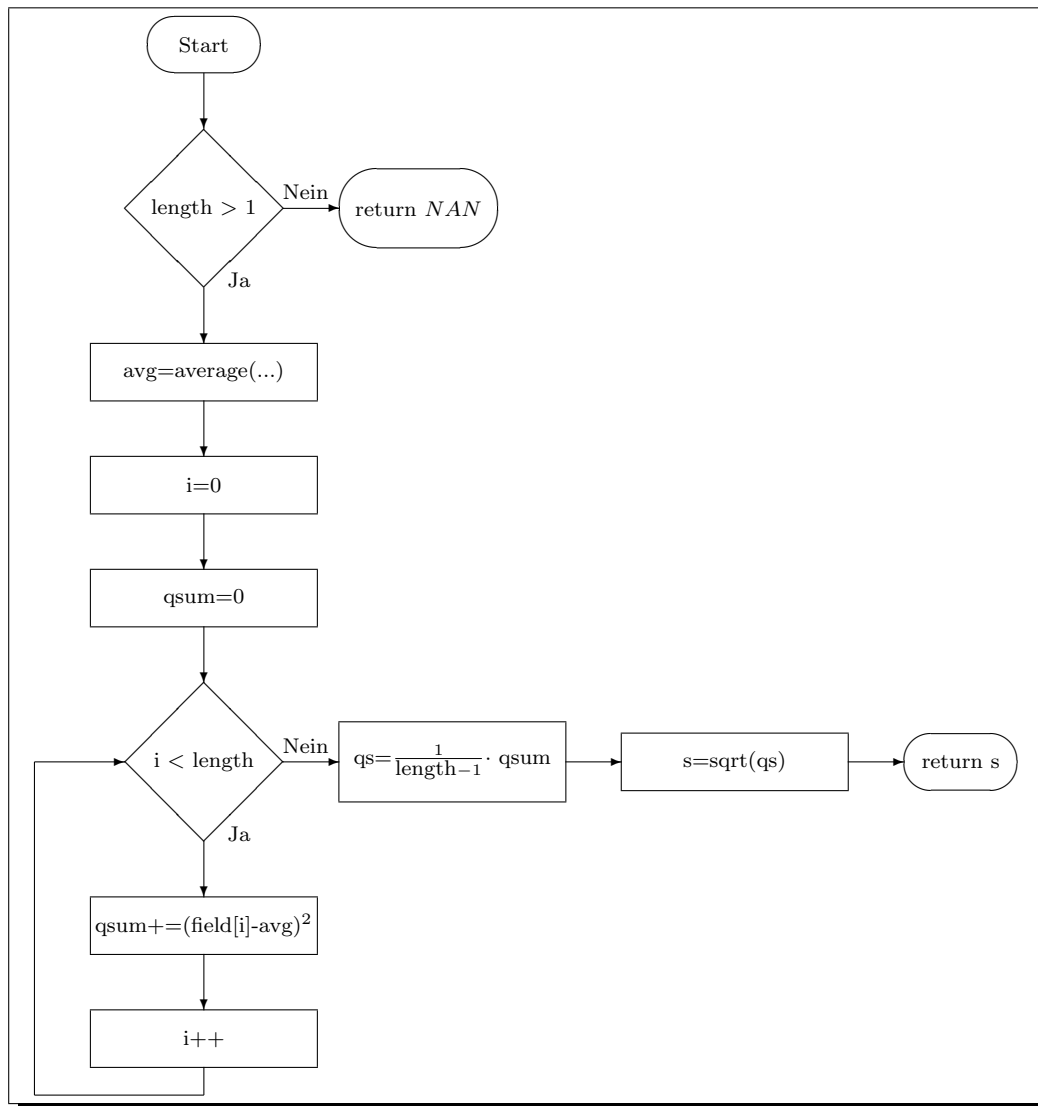 Start
length > 1
Nein
return NAN
Ja
avg=average(...)
i=0
qsum=0
i < length
Nein
qs=\frac{1}{length−1}· qsum
s=sqrt(qs)
return s
Ja
qsum+=(field[i]-avg)²
i++